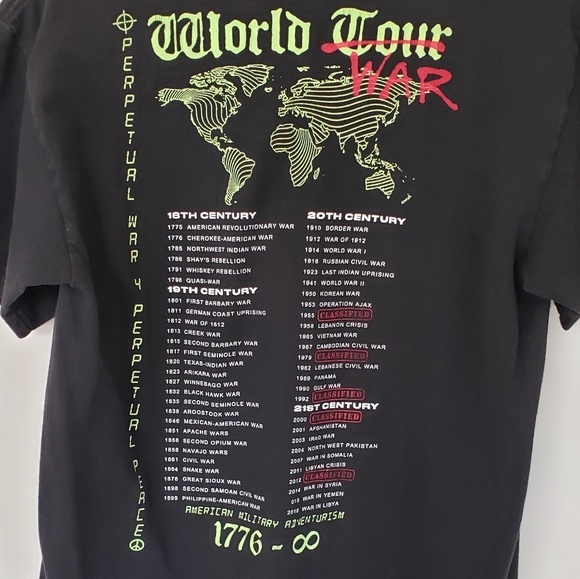 World Tour
WAR
PERPETUAL WAR 4 PERPETUAL PEACE
18TH CENTURY
1775 AMERICAN REVOLUTIONARY WAR
1776 CHEROKEE-AMERICAN WAR
1785 NORTHWEST INDIAN WAR
1786 SHAY'S REBELLION
1791 WHISKEY REBELLION
1798 QUASI-WAR
19TH CENTURY
1801 FIRST BARBARY WAR
1811 GERMAN COAST UPRISING
1812 WAR OF 1812
1813 CREEK WAR
1815 SECOND BARBARY WAR
1817 FIRST SEMINOLE WAR
1820 TEXAS-INDIAN WAR
1823 ARIKARA WAR
1827 WINNEBAGO WAR
1832 BLACK HAWK WAR
1835 SECOND SEMINOLE WAR
1838 AROOSTOOK WAR
1846 MEXICAN-AMERICAN WAR
1851 APACHE WARS
1856 SECOND OPIUM WAR
1858 NAVAJO WARS
1861 CIVIL WAR
1864 SNAKE WAR
1876 GREAT SIOUX WAR
1898 SECOND SAMOAN CIVIL WAR
1899 PHILIPPINE-AMERICAN WAR
20TH CENTURY
1910 BORDER WAR
1912 WAR OF 1912
1914 WORLD WAR I
1918 RUSSIAN CIVIL WAR
1923 LAST INDIAN UPRISING
1941 WORLD WAR II
1950 KOREAN WAR
1953 OPERATION AJAX
1955 CLASSIFIED
1958 LEBANON CRISIS
1965 VIETNAM WAR
1967 CAMBODIAN CIVIL WAR
1979 CLASSIFIED
1982 LEBANESE CIVIL WAR
1989 PANAMA
1990 GULF WAR
1992 CLASSIFIED
21ST CENTURY
2000 CLASSIFIED
2001 AFGHANISTAN
2003 IRAQ WAR
2004 NORTH WEST PAKISTAN
2007 WAR IN SOMALIA
2011 LIBYAN CRISIS
2012 CLASSIFIED
2014 WAR IN SYRIA
015 WAR IN YEMEN
2018 WAR IN LIBYA
AMERICAN MILITARY ADVENTURISM
1776 - ∞